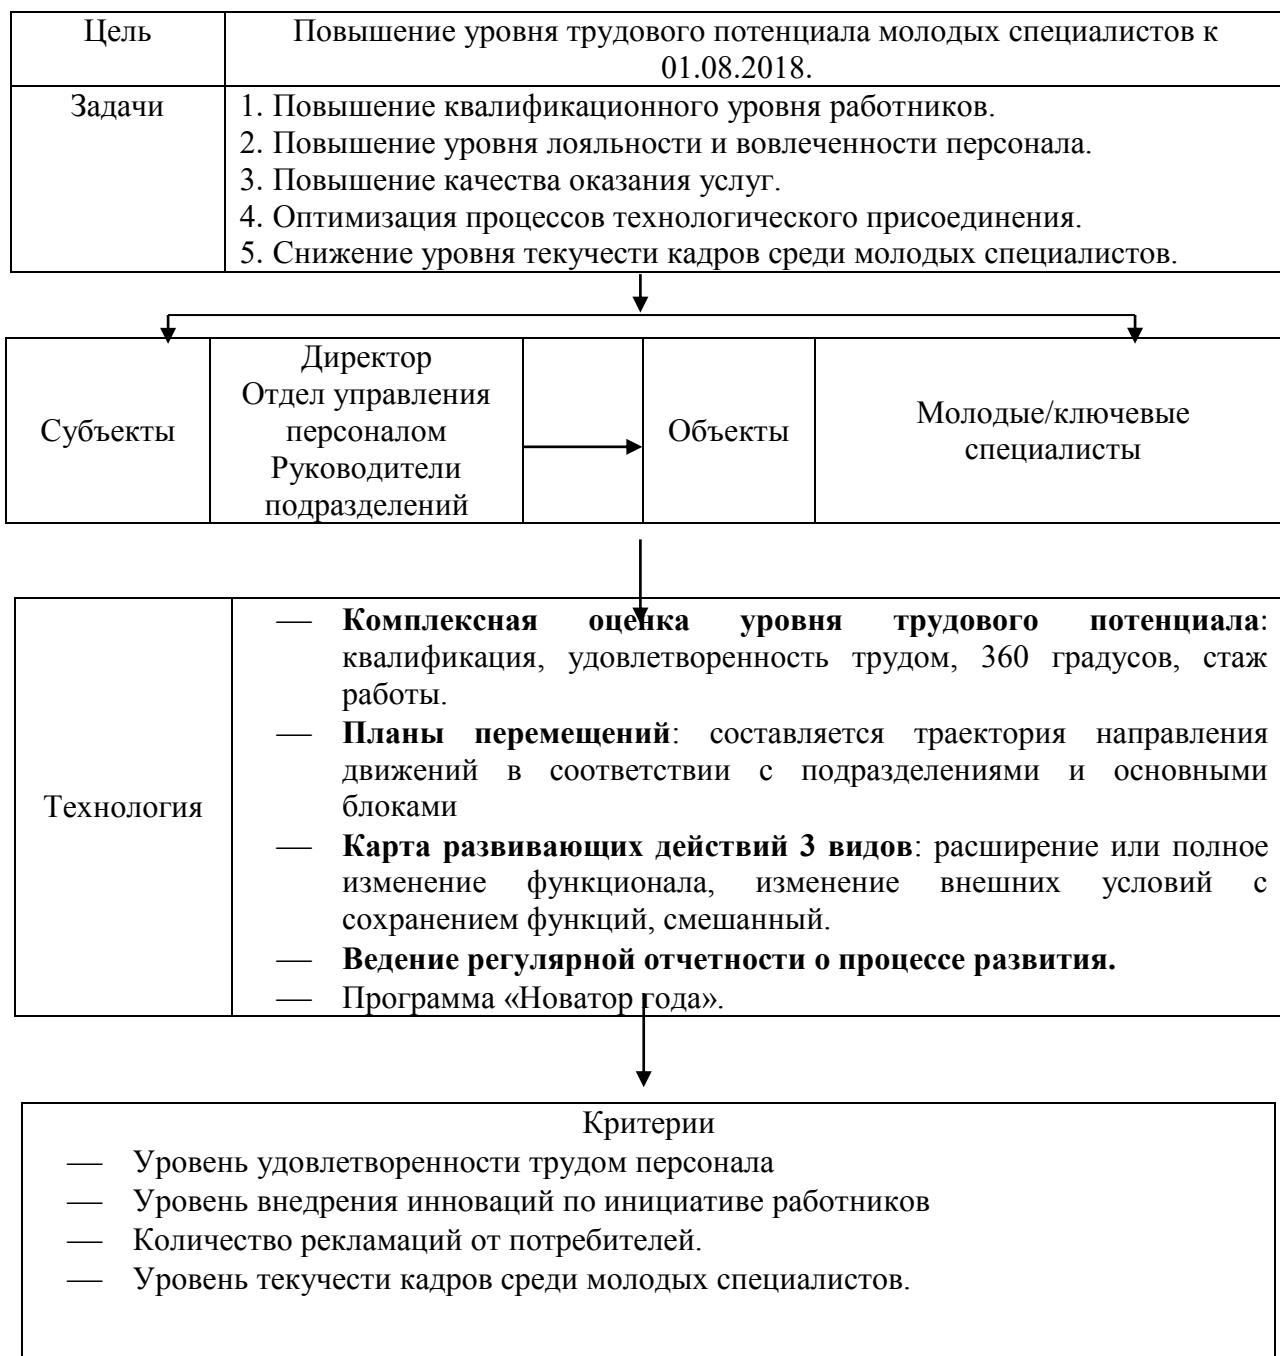 Цель
Повышение уровня трудового потенциала молодых специалистов к
01.08.2018.
Задачи
1. Повышение квалификационного уровня работников.
2. Повышение уровня лояльности и вовлеченности персонала.
3. Повышение качества оказания услуг.
4. Оптимизация процессов технологического присоединения.
5. Снижение уровня текучести кадров среди молодых специалистов.
Субъекты
Директор
Отдел управления
персоналом
Руководители
подразделений
Объекты
Молодые/ключевые
специалисты
Технология
— Комплексная оценка уровня трудового потенциала:
квалификация, удовлетворенность трудом, 360 градусов, стаж
работы.
— Планы перемещений: составляется траектория направления
движений в соответствии с подразделениями и основными
блоками
— Карта развивающих действий 3 видов: расширение или полное
изменение функционала, изменение внешних условий с
сохранением функций, смешанный.
— Ведение регулярной отчетности о процессе развития.
— Программа «Новатор года».
Критерии
— Уровень удовлетворенности трудом персонала
— Уровень внедрения инноваций по инициативе работников
— Количество рекламаций от потребителей.
— Уровень текучести кадров среди молодых специалистов.